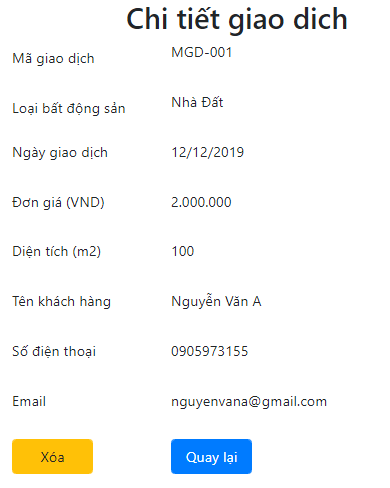 Chi tiết giao dich
Mã giao dịch MGD-001
Loại bất động sản Nhà Đất
Ngày giao dịch 12/12/2019
Đơn giá (VND) 2.000.000
Diện tích (m2) 100
Tên khách hàng Nguyễn Văn A
Số điện thoại 0905973155
Email nguyenvana@gmail.com
Xóa Quay lại